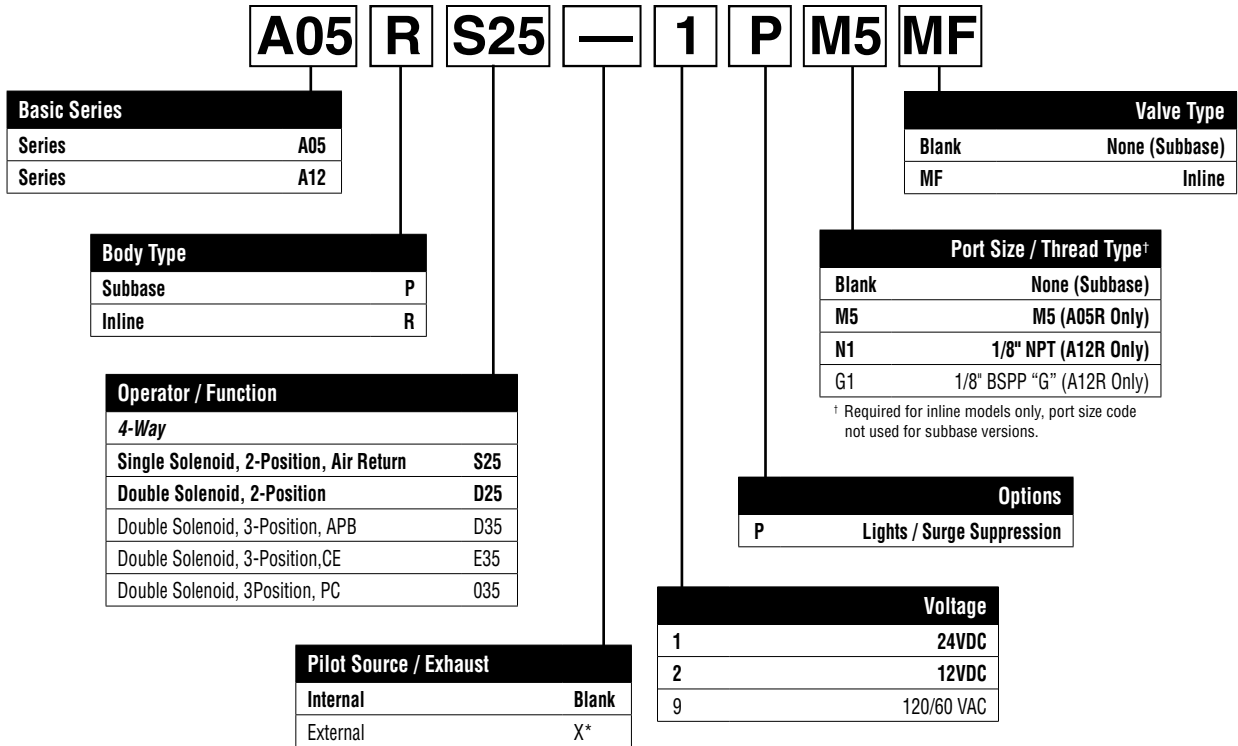 A05 R S25 — 1 P M5 MF
Basic Series
Series A05
Series A12
Valve Type
Blank None (Subbase)
MF Inline
Body Type
Subbase P
Inline R
Port Size / Thread Type†
Blank None (Subbase)
M5 M5 (A05R Only)
N1 1/8" NPT (A12R Only)
G1 1/8" BSPP “G” (A12R Only)
† Required for inline models only, port size code
not used for subbase versions.
Operator / Function
4-Way
Single Solenoid, 2-Position, Air Return S25
Double Solenoid, 2-Position D25
Double Solenoid, 3-Position, APB D35
Double Solenoid, 3-Position,CE E35
Double Solenoid, 3Position, PC 035
Options
P Lights / Surge Suppression
Voltage
1 24VDC
2 12VDC
9 120/60 VAC
Pilot Source / Exhaust
Internal Blank
External X*